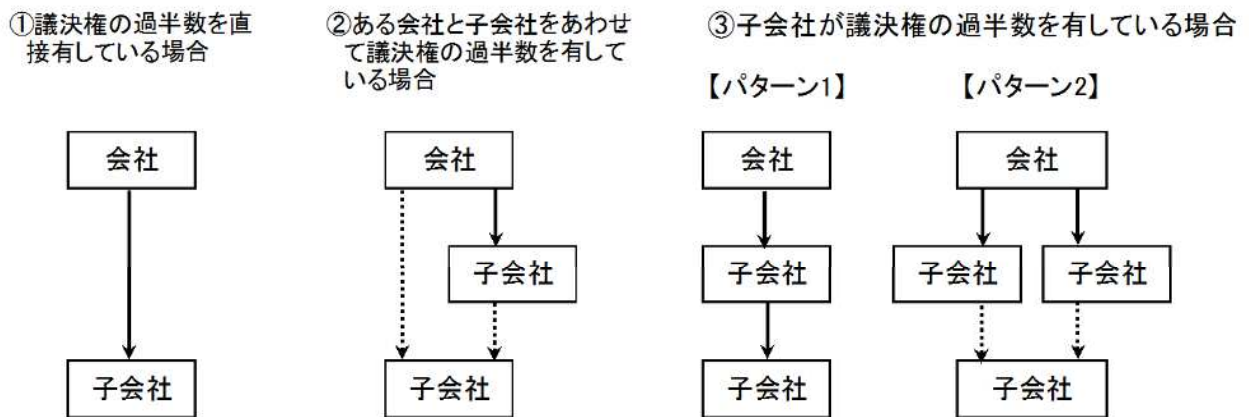 ①議決権の過半数を直
接有している場合
②ある会社と子会社をあわせ
て議決権の過半数を有して
いる場合
③子会社が議決権の過半数を有している場合
【パターン1】
【パターン2】
会社
会社
会社
会社
子会社
子会社
子会社
子会社
子会社
子会社
子会社
子会社